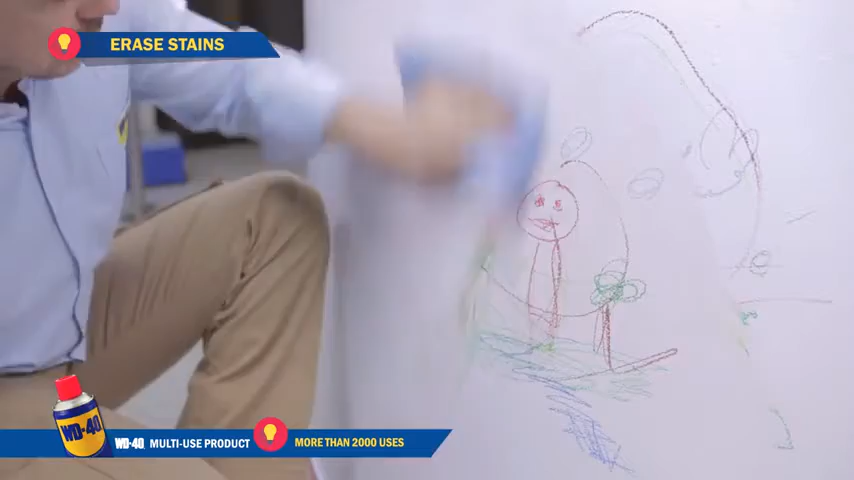 ERASE STAINS
WD-40
WD-40. MULTI-USE PRODUCT
MORE THAN 2000 USES